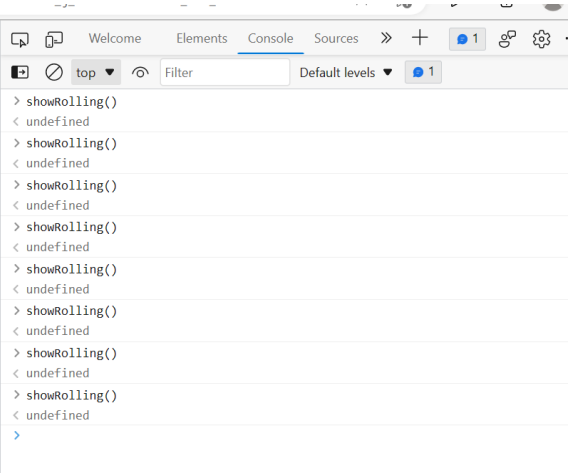 Welcome Elements Console Sources 1
top Filter Default levels 1
showRolling()
undefined
showRolling()
undefined
showRolling()
undefined
showRolling()
undefined
showRolling()
undefined
showRolling()
undefined
showRolling()
undefined
showRolling()
undefined